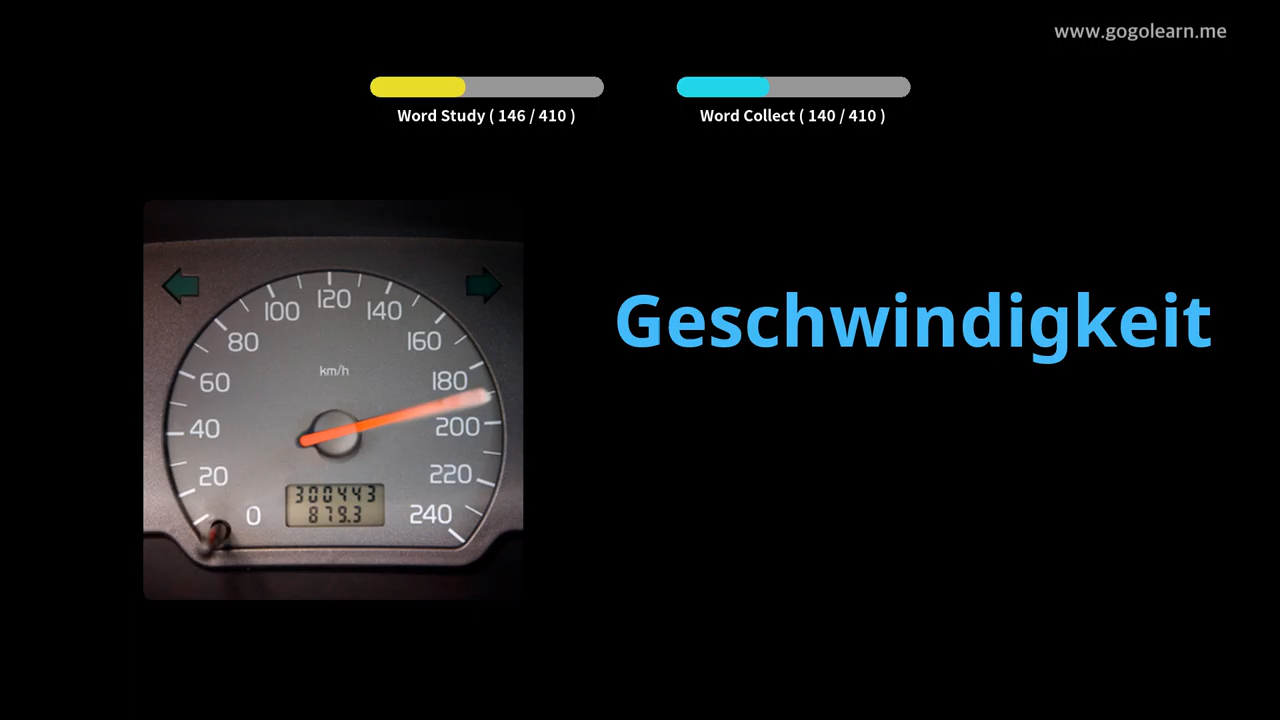 www.gogolearn.me
Word Study ( 146 / 410 )
Word Collect ( 140 / 410 )
Geschwindigkeit
120
100 140
80 160
km/h
60 180
40 200
20 220
300443
0 240
879.3